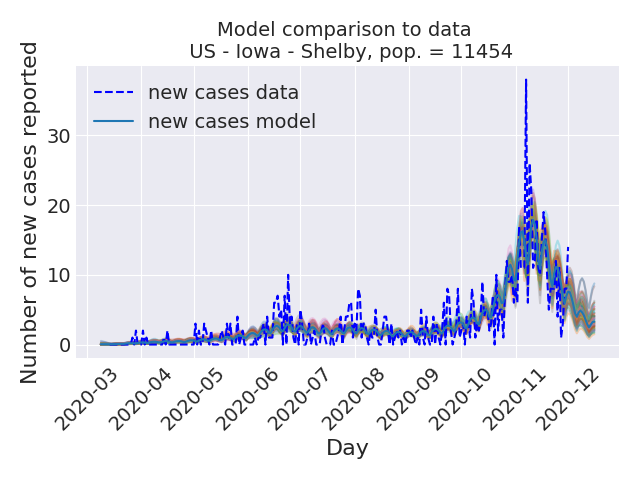 Model comparison to data
US - Iowa - Shelby, pop. = 11454
Number of new cases reported
new cases data
new cases model
30
20
10
0
2020-03
2020-04
2020-05
2020-06
2020-07
2020-08
2020-09
2020-10
2020-11
2020-12
Day